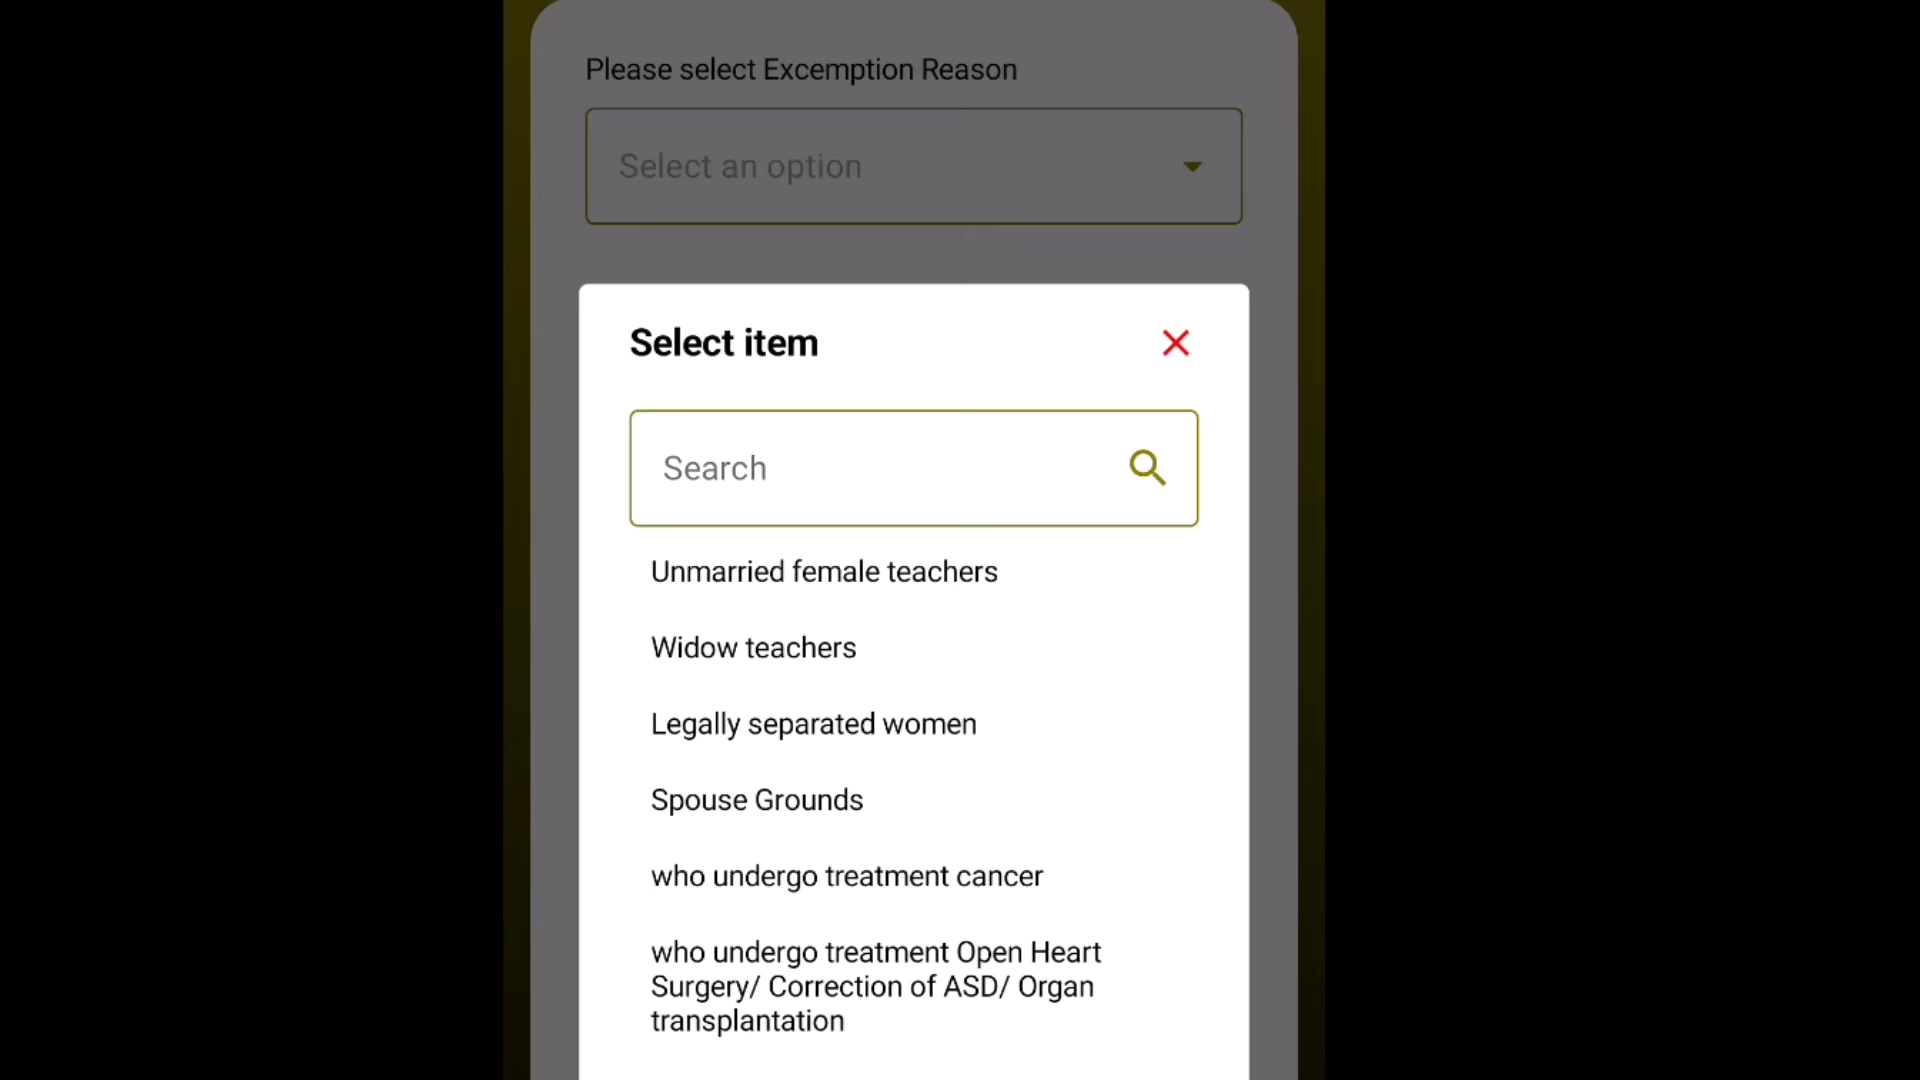 Please select Excemption Reason
Select an option
Select item
Search
Unmarried female teachers
Widow teachers
Legally separated women
Spouse Grounds
who undergo treatment cancer
who undergo treatment Open Heart
Surgery/ Correction of ASD/ Organ
transplantation